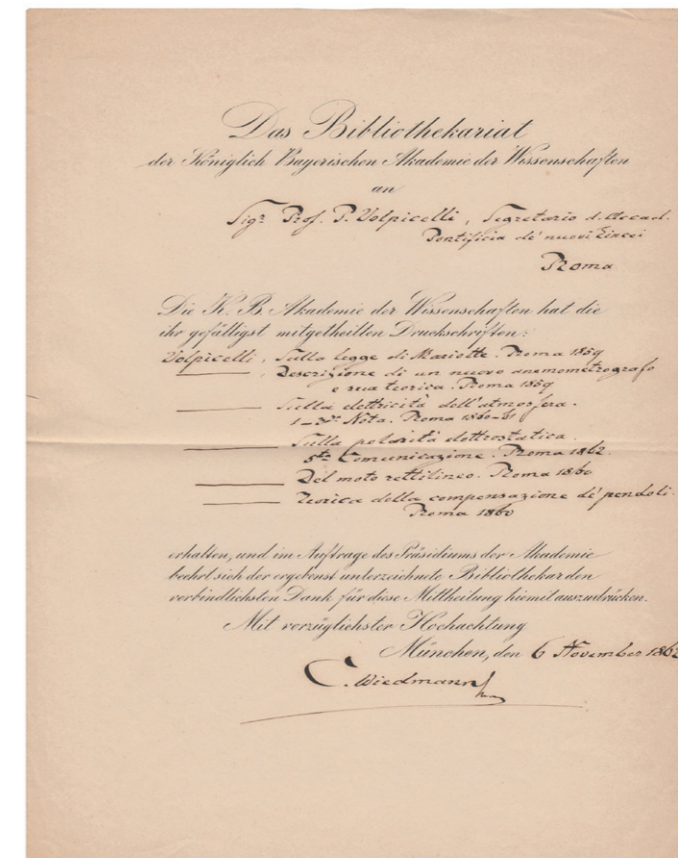 Das Bibliothekariat
der Königlich Bayerischen Akademie der Wissenschaften
an
Sigr Prof. P. Volpicelli, Segretario d. Accad.
Pontificia de' nuovi Lincei
Roma
Die K. B. Akademie der Wissenschaften hat die
ihr gefälligst mitgetheilten Druckschriften:
Volpicelli, Sulla legge di Mariotte. Roma 1859
———, Descrizione di un nuovo anemometrografo
e sua teorica. Roma 1859
——— Sulla elettricità dell'atmosfera.
Nota. Roma 1860-61
——— Sulla polarità elettrostatica.
5ta Comunicazione. Roma 1862.
——— Del moto rettilineo. Roma 1860
——— Teorica della compensazione de' pendoli.
Roma 1860
erhalten, und im Auftrage des Präsidiums der Akademie
beehrt sich der ergebenst unterzeichnete Bibliothekar den
verbindlichsten Dank für diese Mittheilung hiemit auszudrücken.
Mit vorzüglichster Hochachtung
München, den 6 November 1862
C. Wiedmann